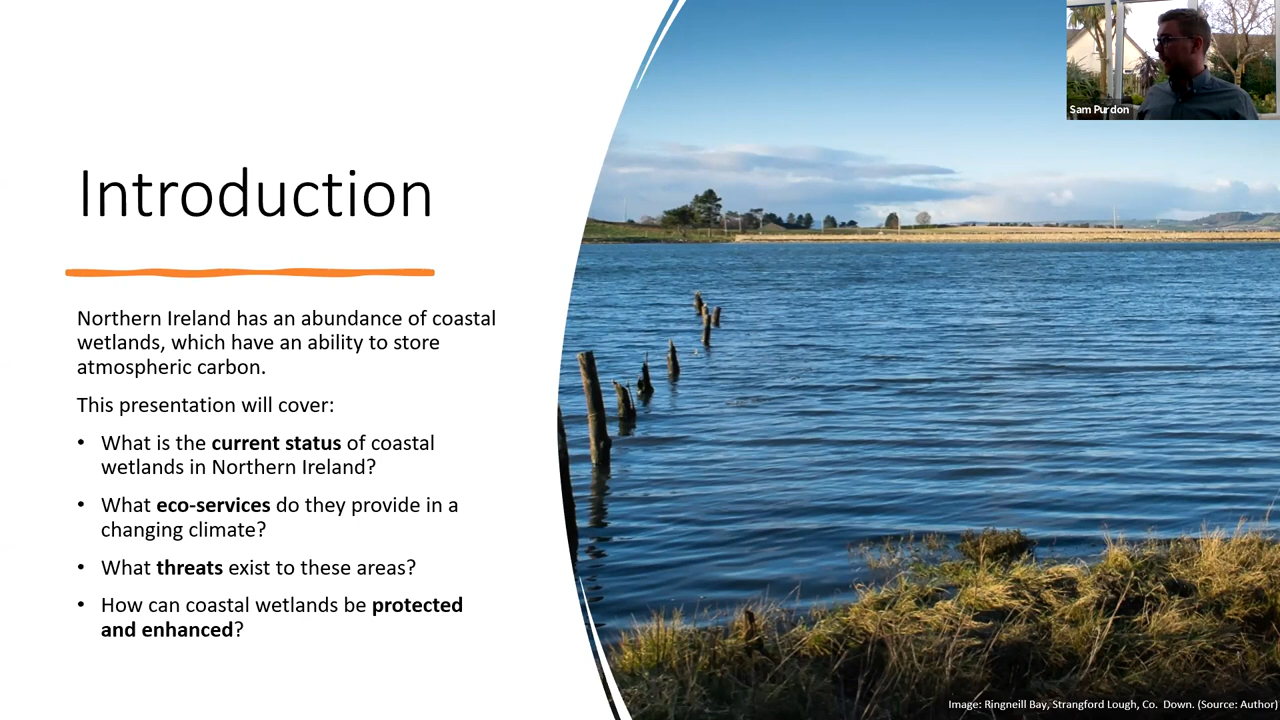 Sam Purdon
Introduction
Northern Ireland has an abundance of coastal
wetlands, which have an ability to store
atmospheric carbon.
This presentation will cover:
• What is the current status of coastal
wetlands in Northern Ireland?
• What eco-services do they provide in a
changing climate?
• What threats exist to these areas?
• How can coastal wetlands be protected
and enhanced?
Image: Ringneill Bay, Strangford Lough, Co. Down. (Source: Author)